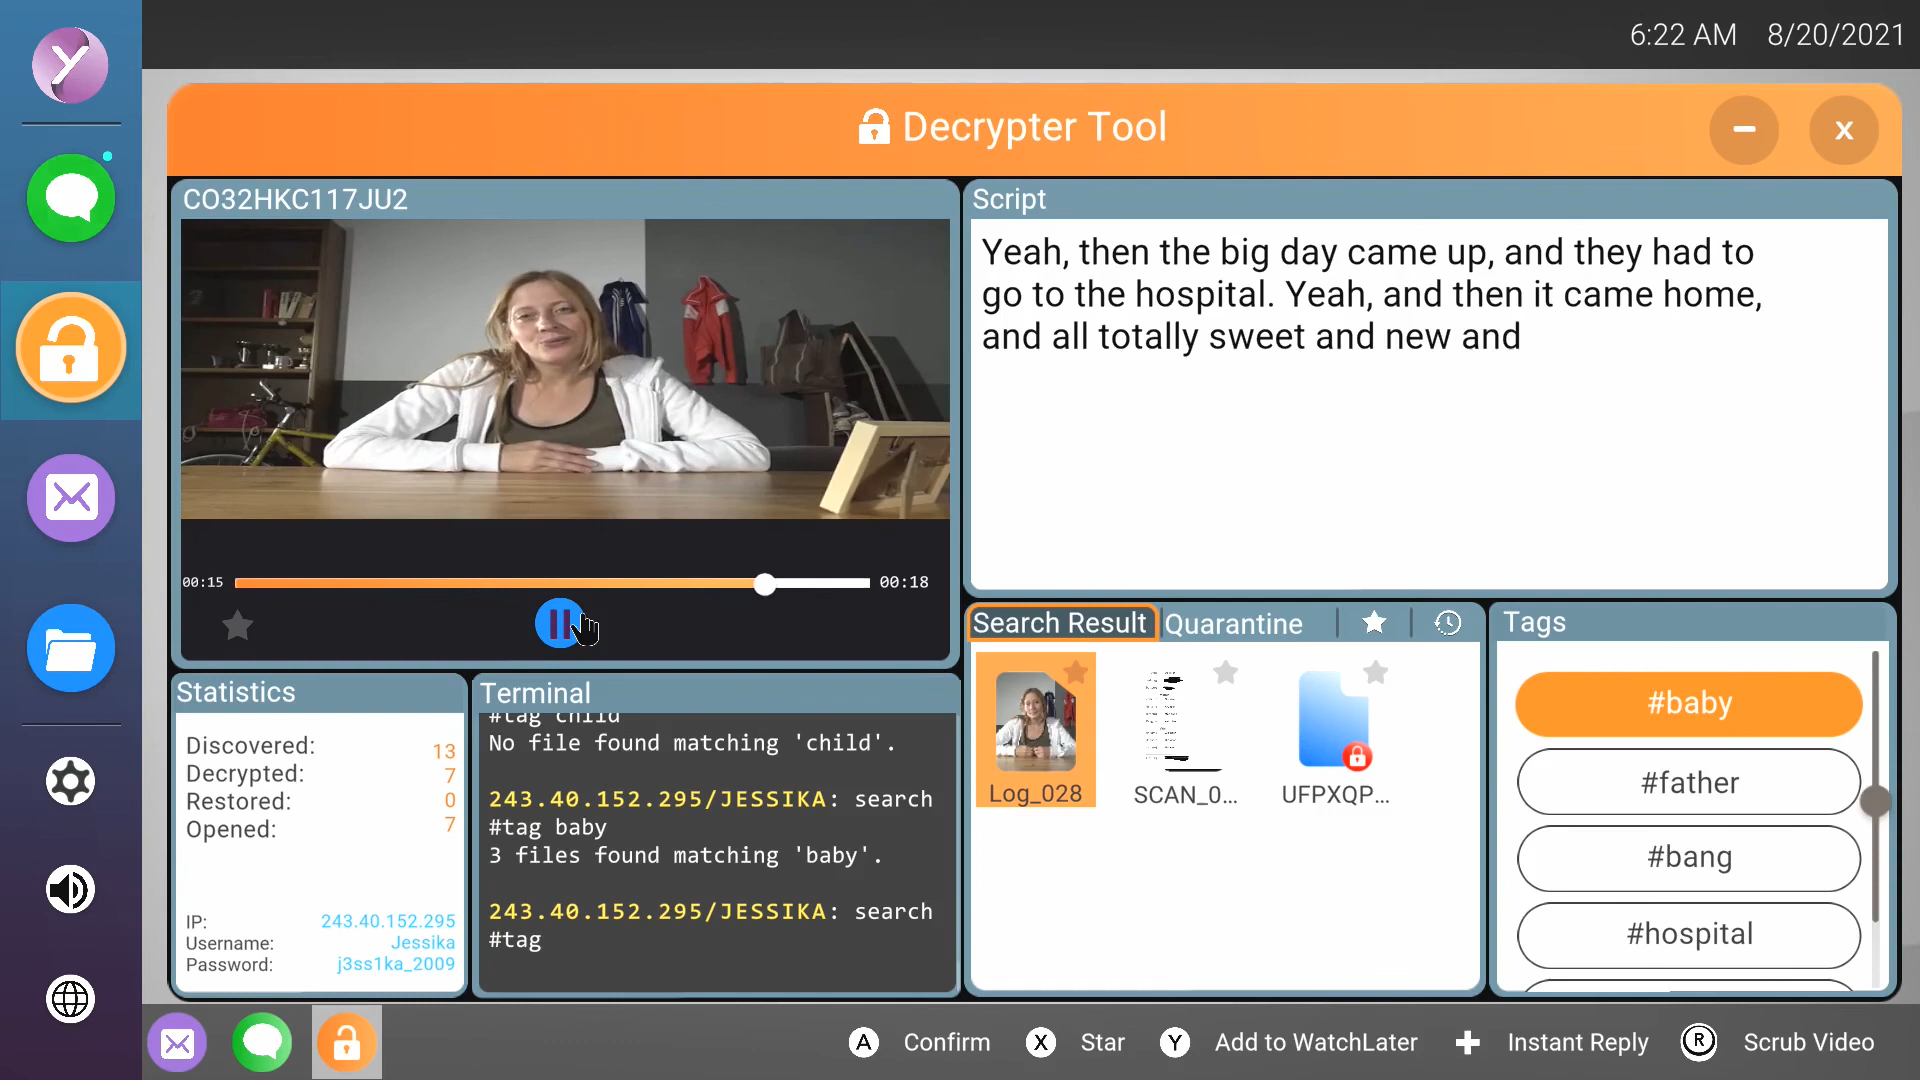 6:22 AM 8/20/2021
Decrypter Tool
x
CO32HKC117JU2
00:15
00:18
Script
Yeah, then the big day came up, and they had to
go to the hospital. Yeah, and then it came home,
and all totally sweet and new and
Statistics
Discovered: 13
Decrypted: 7
Restored: 0
Opened: 7
IP: 243.40.152.295
Username: Jessika
Password: j3ss1ka_2009
Terminal
#tag child
No file found matching 'child'.
243.40.152.295/JESSIKA: search
#tag baby
3 files found matching 'baby'.
243.40.152.295/JESSIKA: search
#tag
Search Result
Quarantine
Log_028
SCAN_0...
UFPXQP...
Tags
#baby
#father
#bang
#hospital
A Confirm X Star Y Add to WatchLater + Instant Reply R Scrub Video